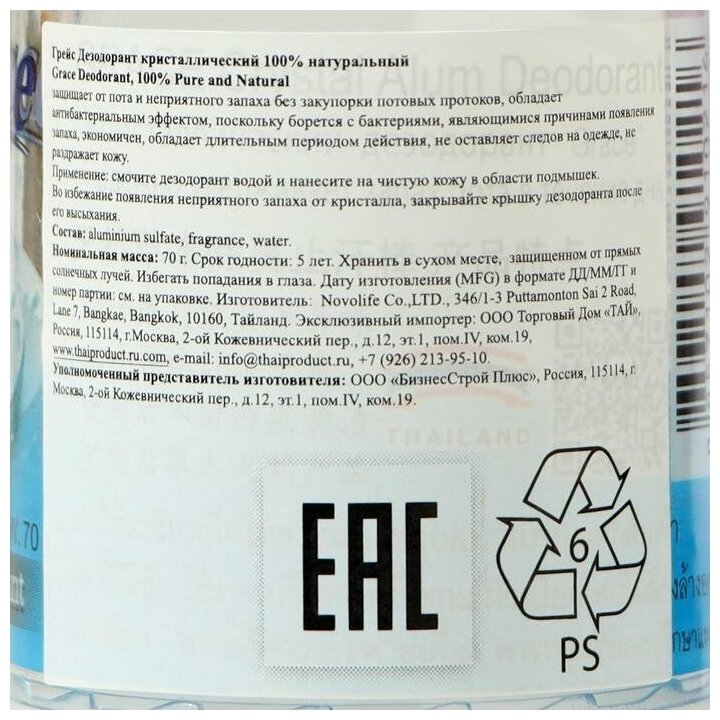 Грейс Дезодорант кристаллический 100% натуральный
Grace Deodorant, 100% Pure and Natural
защищает от пота и неприятного запаха без закупорки потовых протоков, обладает
антибактериальным эффектом, поскольку борется с бактериями, являющимися причинами появления
запаха, экономичен, обладает длительным периодом действия, не оставляет следов на одежде, не
раздражает кожу.
Применение: смочите дезодорант водой и нанесите на чистую кожу в области подмышек.
Во избежание появления неприятного запаха от кристалла, закрывайте крышку дезодоранта после
его высыхания.
Состав: aluminium sulfate, fragrance, water.
Номинальная масса: 70 г. Срок годности: 5 лет. Хранить в сухом месте, защищенном от прямых
солнечных лучей. Избегать попадания в глаза. Дату изготовления (MFG) в формате ДД/ММ/ГГ и
номер партии: см. на упаковке. Изготовитель: Novolife Co.,LTD., 346/1-3 Puttamonton Sai 2 Road,
Lane 7, Bangkae, Bangkok, 10160, Тайланд. Эксклюзивный импортер: ООО Торговый Дом «ТАЙ»,
Россия, 115114, г.Москва, 2-ой Кожевнический пер., д.12, эт.1, пом.IV, ком.19,
www.thaiproduct.ru.com, e-mail: info@thaiproduct.ru, +7 (926) 213-95-10.
Уполномоченный представитель изготовителя: ООО «БизнесСтрой Плюс», Россия, 115114, г.
Москва, 2-ой Кожевнический пер., д.12, эт.1, пом.IV, ком.19.
Crystal Alum Deodorant
THAILAND
70
EAC
6
PS